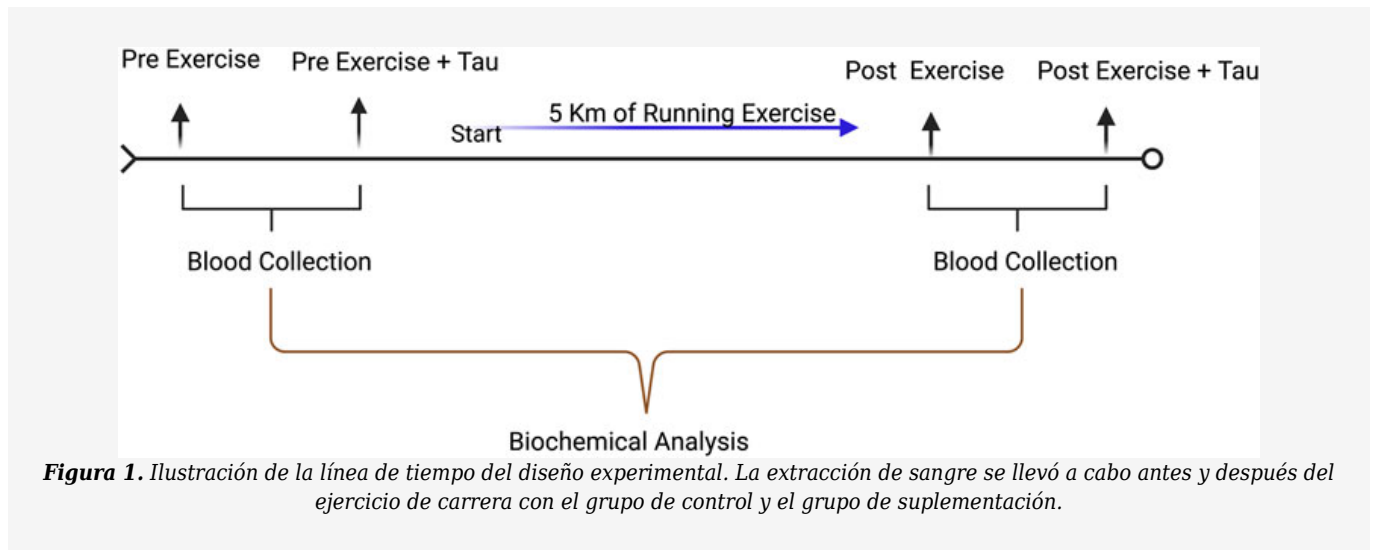 Pre Exercise
Pre Exercise + Tau
Post Exercise
Post Exercise + Tau
5 Km of Running Exercise
Start
Blood Collection
Blood Collection
Biochemical Analysis
Figura 1. Ilustración de la línea de tiempo del diseño experimental. La extracción de sangre se llevó a cabo antes y después del
ejercicio de carrera con el grupo de control y el grupo de suplementación.